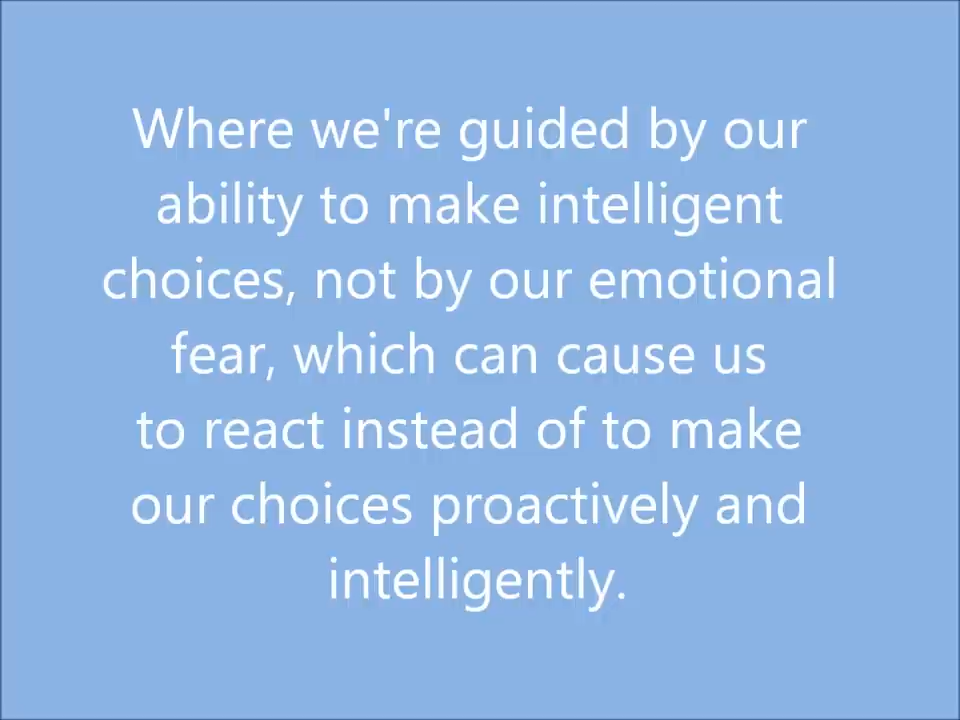 Where we're guided by our
ability to make intelligent
choices, not by our emotional
fear, which can cause us
to react instead of to make
our choices proactively and
intelligently.